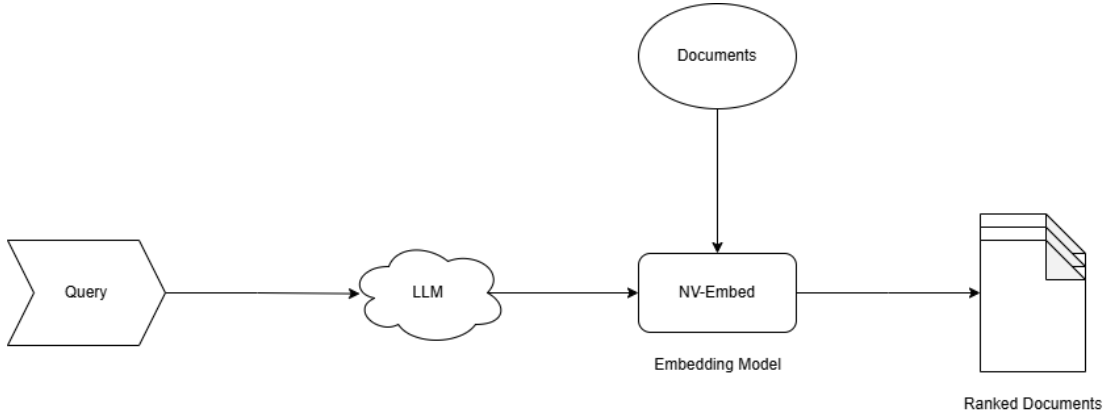 Documents
Query
LLM
NV-Embed
Embedding Model
Ranked Documents